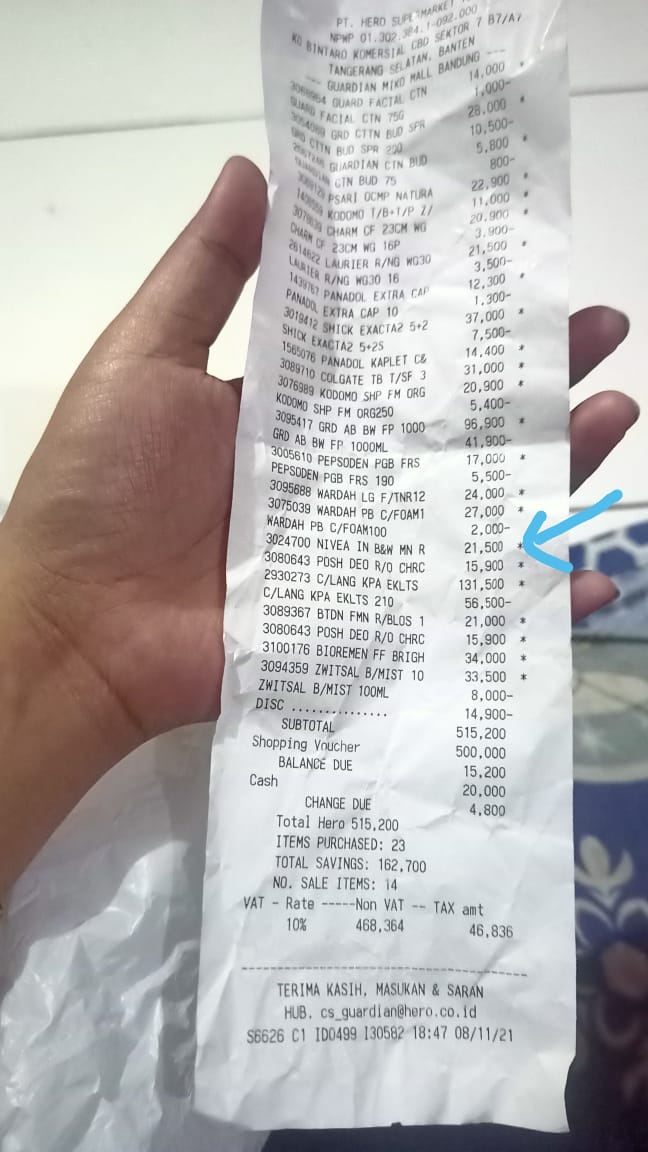 PT. HERO SUPERMARKET
NPWP 01.302.384.1-092.000
KO BINTARO KOMERSIAL CBD SEKTOR 7 B7/A7
TANGERANG SELATAN, BANTEN
--- GUARDIAN MIKO MALL BANDUNG ---
GUARD FACIAL CTN 14,000 *
GUARD FACIAL CTN 75G 1,000-
GRD CTTN BUD SPR 28,000 *
GRD CTTN BUD SPR 200 10,500-
GUARDIAN CTN BUD 5,800 *
CTN BUD 75 800-
PSARI OCMP NATURA 22,900 *
KODOMO T/B+T/P 2/ 11,000 *
CHARM CF 23CM WG 20,900 *
CHARM CF 23CM WG 16P 3,900-
2614622 LAURIER R/NG WG30 21,500 *
LAURIER R/NG WG30 16 3,500-
1439767 PANADOL EXTRA CAP 12,300 *
PANADOL EXTRA CAP 10 1,300-
3019412 SHICK EXACTA2 5+2 37,000 *
SHICK EXACTA2 5+2S 7,500-
1565076 PANADOL KAPLET C& 14,400 *
3089710 COLGATE TB T/SF 3 31,000 *
3076989 KODOMO SHP FM ORG 20,900 *
KODOMO SHP FM ORG250 5,400-
3095417 GRD AB BW FP 1000 96,900 *
GRD AB BW FP 1000ML 41,900-
3005610 PEPSODEN PGB FRS 17,000 *
PEPSODEN PGB FRS 190 5,500-
3095688 WARDAH LG F/TNR12 24,000 *
3075039 WARDAH PB C/FOAM1 27,000 *
WARDAH PB C/FOAM100 2,000-
3024700 NIVEA IN B&W MN R 21,500 *
3080643 POSH DEO R/O CHRC 15,900 *
2930273 C/LANG KPA EKLTS 131,500 *
C/LANG KPA EKLTS 210 56,500-
3089367 BTDN FMN R/BLOS 1 21,000 *
3080643 POSH DEO R/O CHRC 15,900 *
3100176 BIOREMEN FF BRIGH 34,000 *
3094359 ZWITSAL B/MIST 10 33,500 *
ZWITSAL B/MIST 100ML 8,000-
DISC ............... 14,900-
SUBTOTAL 515,200
Shopping Voucher 500,000
BALANCE DUE 15,200
Cash 20,000
CHANGE DUE 4,800
Total Hero 515,200
ITEMS PURCHASED: 23
TOTAL SAVINGS: 162,700
NO. SALE ITEMS: 14
VAT - Rate -----Non VAT -- TAX amt
10% 468,364 46,836
TERIMA KASIH, MASUKAN & SARAN
HUB. cs_guardian@hero.co.id
S6626 C1 ID0499 I30582 18:47 08/11/21